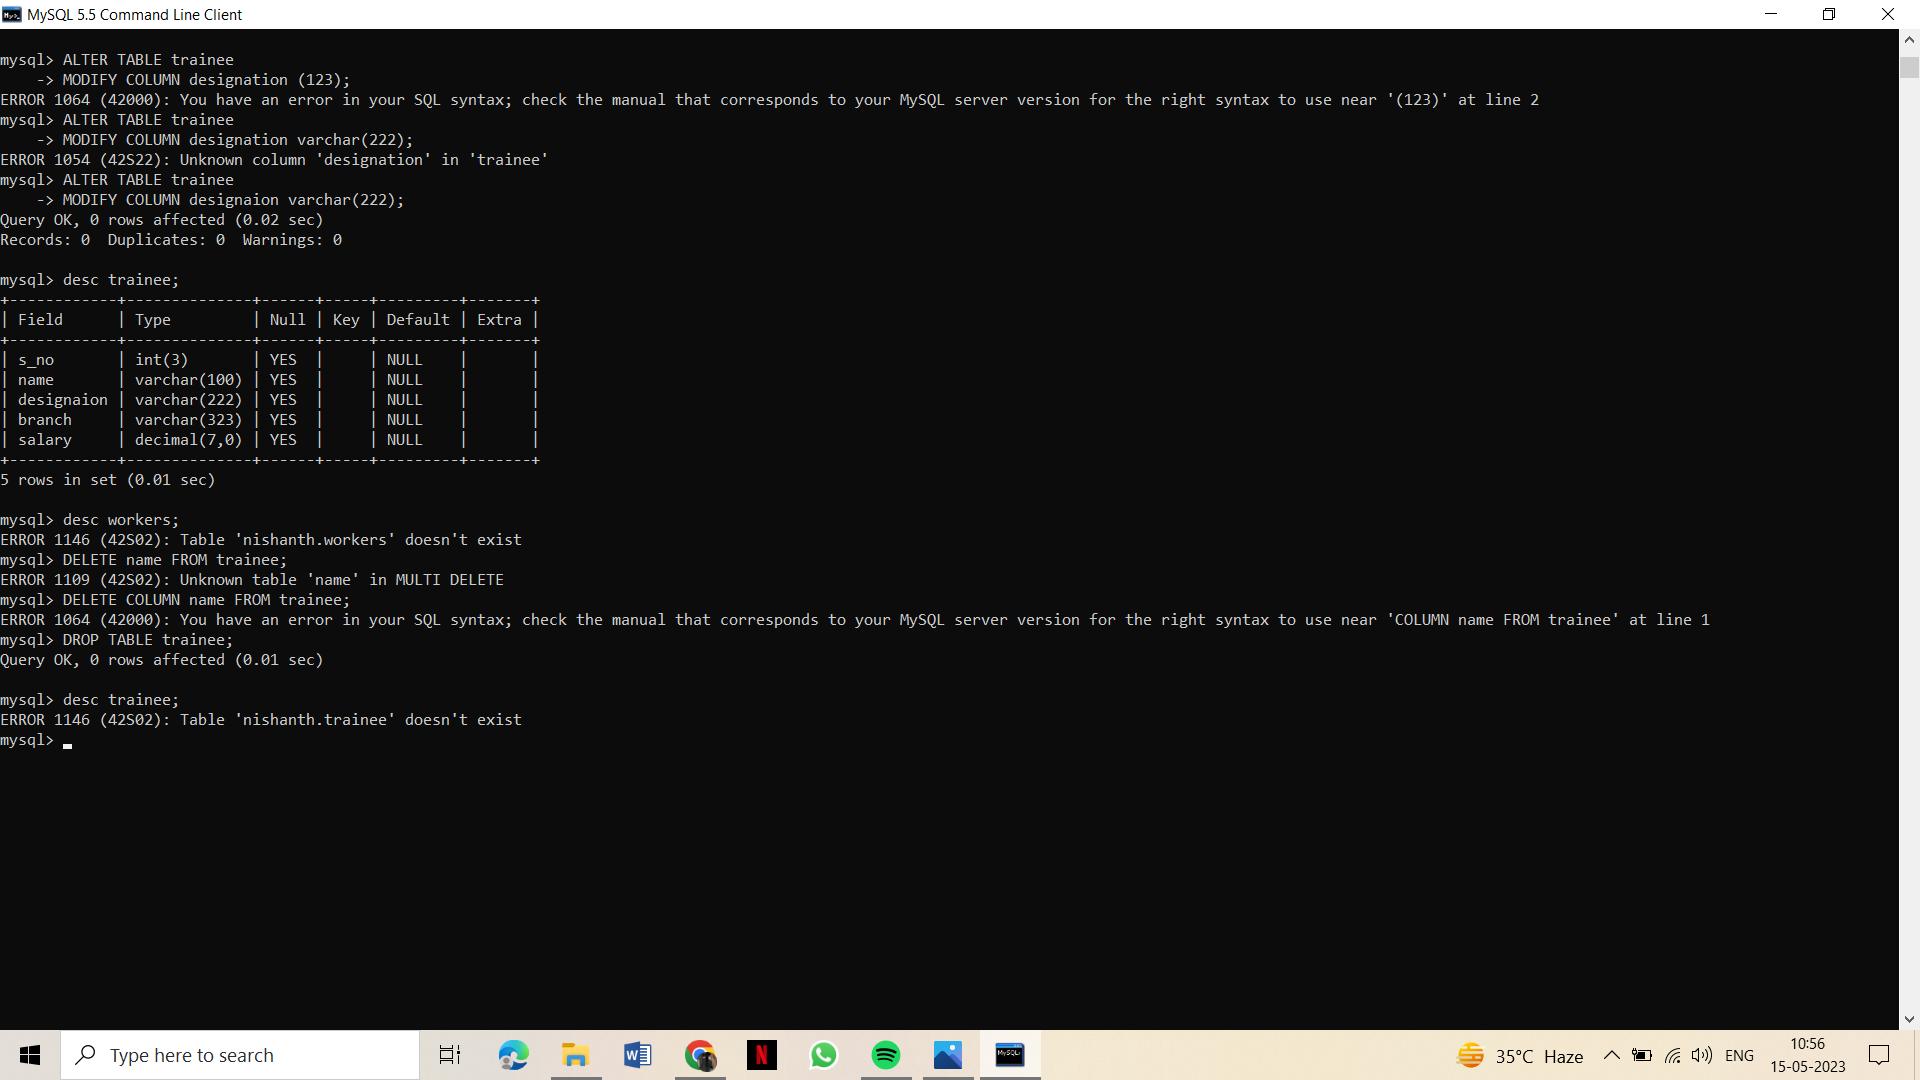 MySQL 5.5 Command Line Client
mysql> ALTER TABLE trainee
    -> MODIFY COLUMN designation (123);
ERROR 1064 (42000): You have an error in your SQL syntax; check the manual that corresponds to your MySQL server version for the right syntax to use near '(123)' at line 2
mysql> ALTER TABLE trainee
    -> MODIFY COLUMN designation varchar(222);
ERROR 1054 (42S22): Unknown column 'designation' in 'trainee'
mysql> ALTER TABLE trainee
    -> MODIFY COLUMN designaion varchar(222);
Query OK, 0 rows affected (0.02 sec)
Records: 0  Duplicates: 0  Warnings: 0
mysql> desc trainee;
+------------+--------------+------+-----+---------+-------+
| Field      | Type         | Null | Key | Default | Extra |
+------------+--------------+------+-----+---------+-------+
| s_no       | int(3)       | YES  |     | NULL    |       |
| name       | varchar(100) | YES  |     | NULL    |       |
| designaion | varchar(222) | YES  |     | NULL    |       |
| branch     | varchar(323) | YES  |     | NULL    |       |
| salary     | decimal(7,0) | YES  |     | NULL    |       |
+------------+--------------+------+-----+---------+-------+
5 rows in set (0.01 sec)
mysql> desc workers;
ERROR 1146 (42S02): Table 'nishanth.workers' doesn't exist
mysql> DELETE name FROM trainee;
ERROR 1109 (42S02): Unknown table 'name' in MULTI DELETE
mysql> DELETE COLUMN name FROM trainee;
ERROR 1064 (42000): You have an error in your SQL syntax; check the manual that corresponds to your MySQL server version for the right syntax to use near 'COLUMN name FROM trainee' at line 1
mysql> DROP TABLE trainee;
Query OK, 0 rows affected (0.01 sec)
mysql> desc trainee;
ERROR 1146 (42S02): Table 'nishanth.trainee' doesn't exist
mysql>
Type here to search
35°C Haze
ENG
10:56
15-05-2023